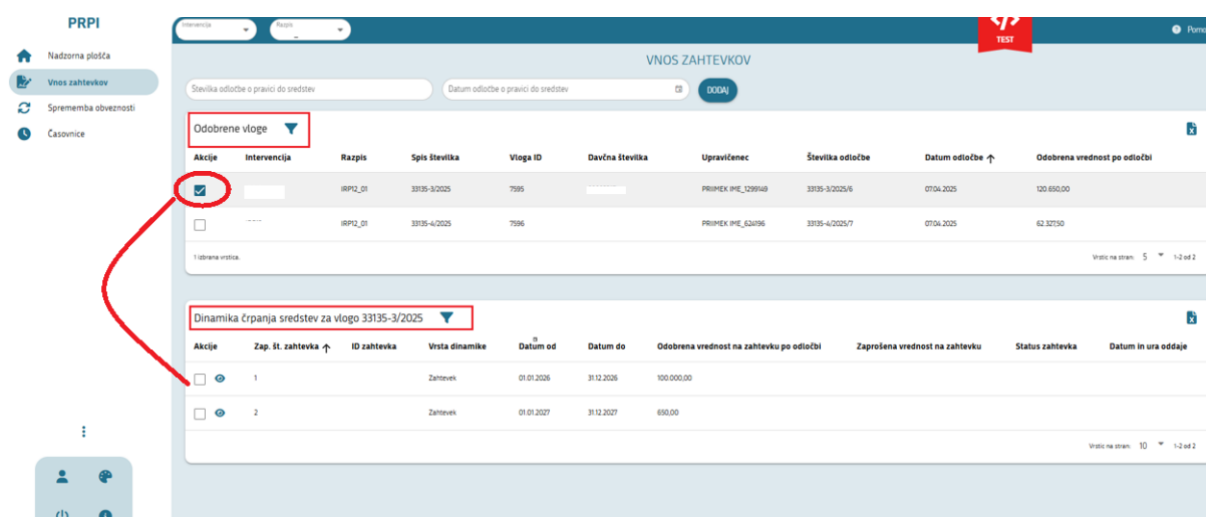 PRPI
Nadzorna plošča
Vnos zahtevkov
Sprememba obveznosti
Časovnice
Intervencija
Razpis
TEST
Pomo
VNOS ZAHTEVKOV
Številka odločbe o pravici do sredstev
Datum odločbe o pravici do sredstev
DODAJ
Odobrene vloge
Akcije Intervencija Razpis Spis številka Vloga ID Davčna številka Upravičenec Številka odločbe Datum odločbe Odobrena vrednost po odločbi
IRP12_01 33135-3/2025 7595 PRIIMEK IME_1299149 33135-3/2025/6 07.04.2025 120.650,00
IRP12_01 33135-4/2025 7596 PRIIMEK IME_624196 33135-4/2025/7 07.04.2025 62.327,50
1 izbrana vrstica.
Vrstic na stran: 5 1-2 od 2
Dinamika črpanja sredstev za vlogo 33135-3/2025
Akcije Zap. št. zahtevka ID zahtevka Vrsta dinamike Datum od Datum do Odobrena vrednost na zahtevku po odločbi Zaprošena vrednost na zahtevku Status zahtevka Datum in ura oddaje
1 Zahtevek 01.01.2026 31.12.2026 100.000,00
2 Zahtevek 01.01.2027 31.12.2027 650,00
Vrstic na stran: 10 1-2 od 2